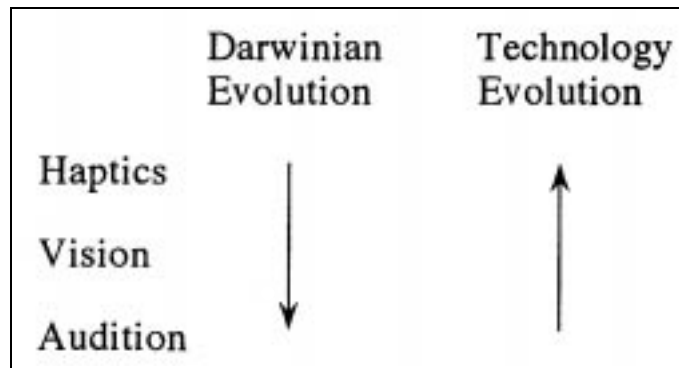 Darwinian Technology
Evolution Evolution
Haptics
Vision
Audition